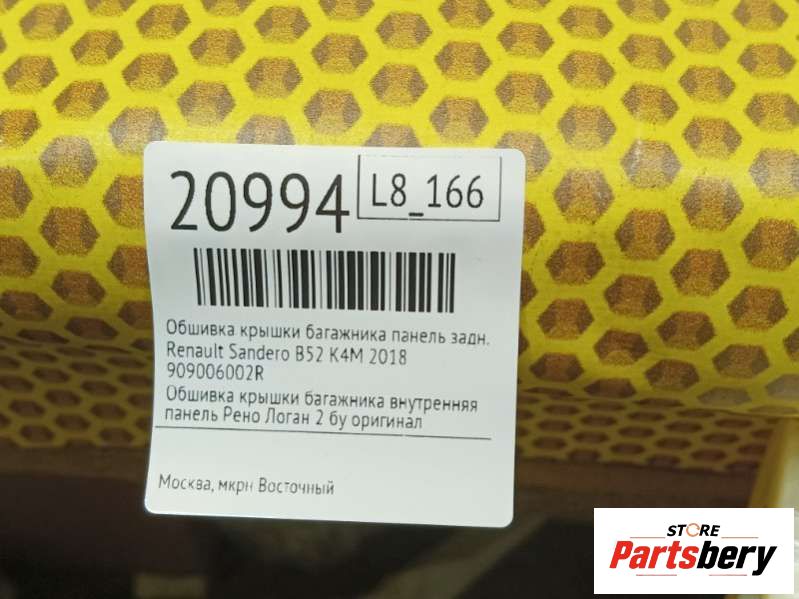 20994
L8_166
Обшивка крышки багажника панель задн.
Renault Sandero B52 K4M 2018
909006002R
Обшивка крышки багажника внутренняя
панель Рено Логан 2 бу оригинал
Москва, мкрн Восточный
STORE
Partsbery